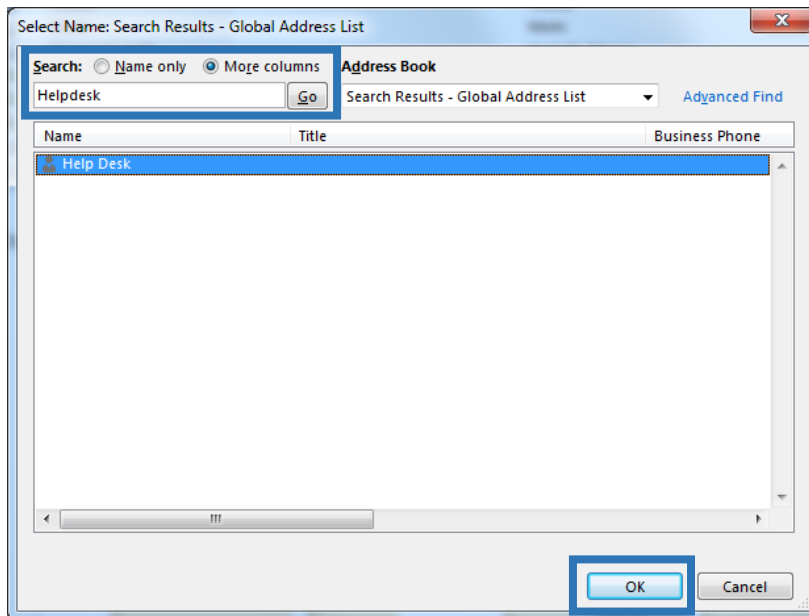 Select Name: Search Results - Global Address List
Search: Name only More columns Address Book
Helpdesk Go Search Results - Global Address List Advanced Find
Name Title Business Phone
Help Desk
OK Cancel